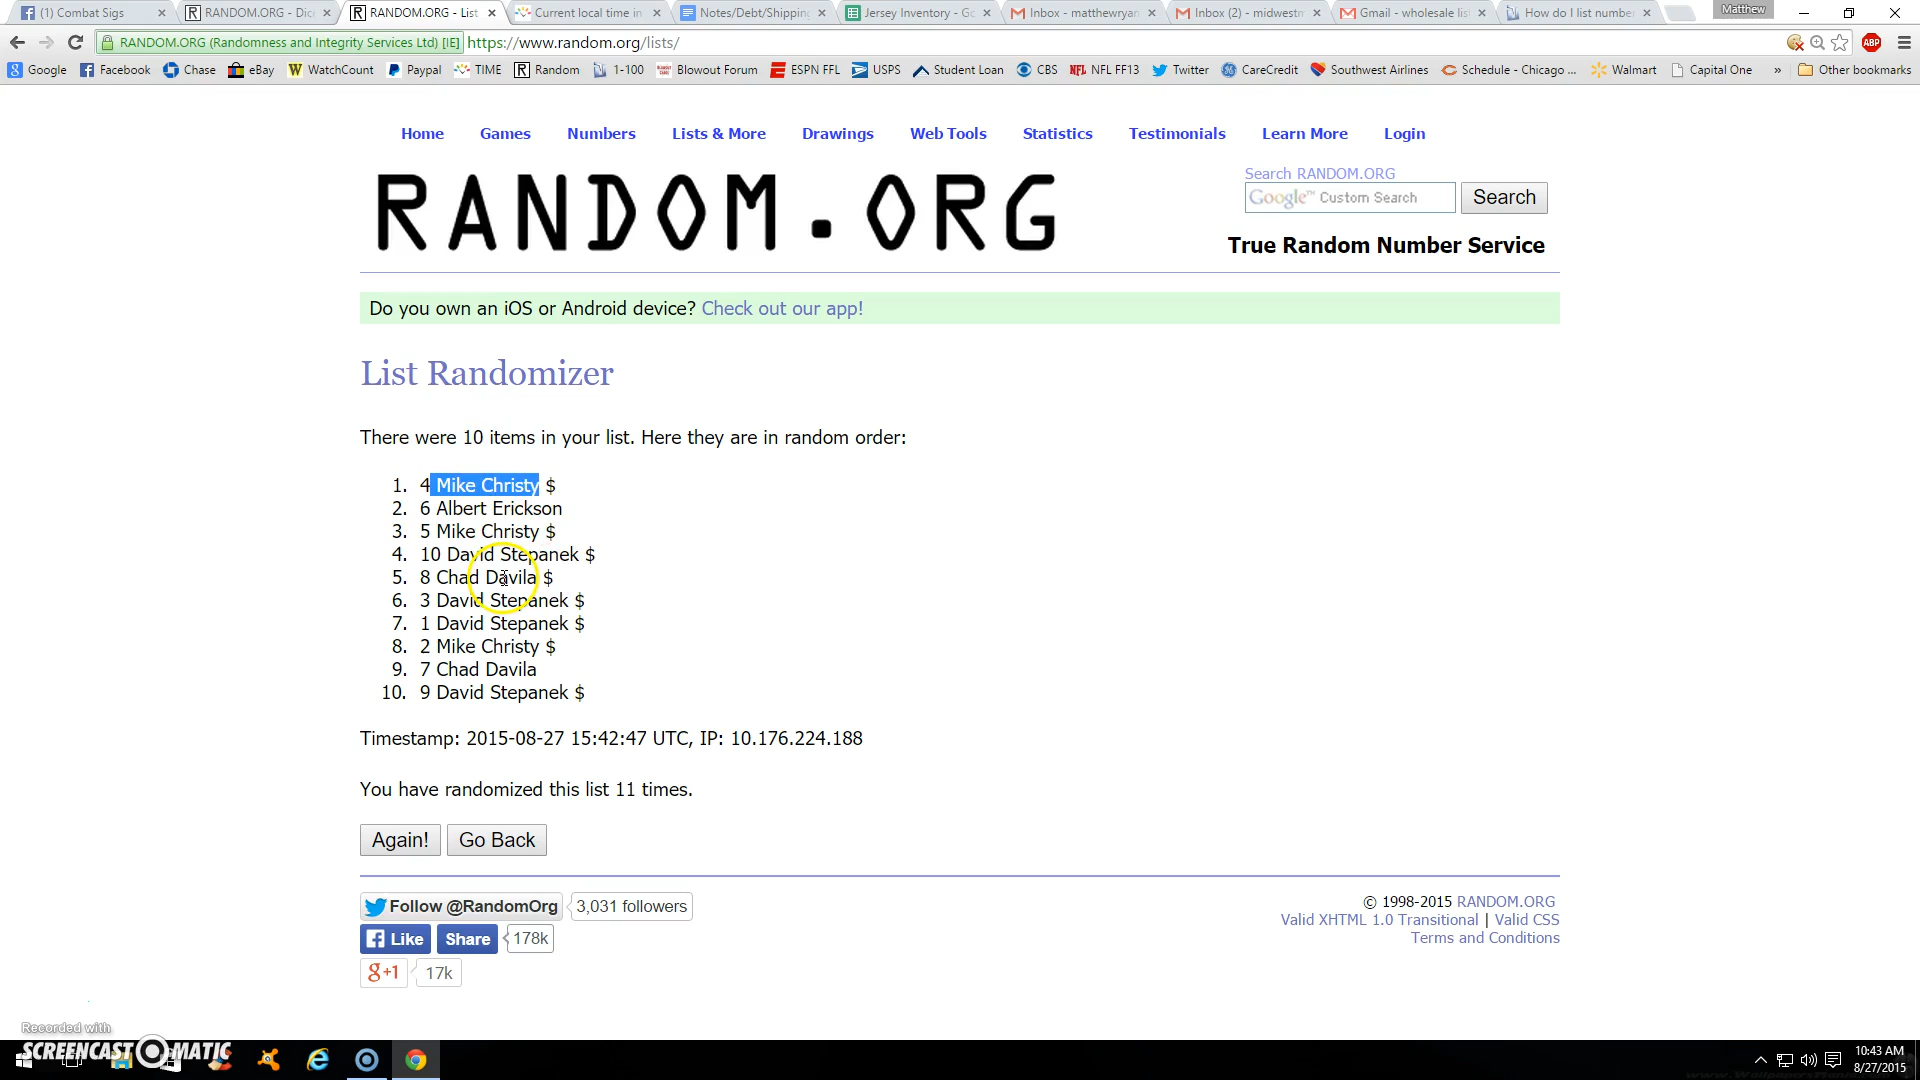 (1) Combat Sigs
RANDOM.ORG - Dic
RANDOM.ORG - List
Current local time in
Notes/Debt/Shipping
Jersey Inventory - Go
Inbox - matthewryan
Inbox (2) - midwestm
Gmail - wholesale lis
How do I list number
Matthew
RANDOM.ORG (Randomness and Integrity Services Ltd) [IE] https://www.random.org/lists/
ABP
Google Facebook Chase eBay WatchCount Paypal TIME Random 1-100 Blowout Forum ESPN FFL USPS Student Loan CBS NFL FF13 Twitter CareCredit Southwest Airlines Schedule - Chicago ... Walmart Capital One » Other bookmarks
Home Games Numbers Lists & More Drawings Web Tools Statistics Testimonials Learn More Login
RANDOM.ORG
Search RANDOM.ORG
Google™ Custom Search Search
True Random Number Service
Do you own an iOS or Android device? Check out our app!
List Randomizer
There were 10 items in your list. Here they are in random order:
1. 4 Mike Christy $
2. 6 Albert Erickson
3. 5 Mike Christy $
4. 10 David Stepanek $
5. 8 Chad Davila $
6. 3 David Stepanek $
7. 1 David Stepanek $
8. 2 Mike Christy $
9. 7 Chad Davila
10. 9 David Stepanek $
Timestamp: 2015-08-27 15:42:47 UTC, IP: 10.176.224.188
You have randomized this list 11 times.
Again! Go Back
Follow @RandomOrg 3,031 followers
Like Share 178k
g+1 17k
© 1998-2015 RANDOM.ORG
Valid XHTML 1.0 Transitional | Valid CSS
Terms and Conditions
Recorded with
SCREENCAST-O-MATIC
10:43 AM
8/27/2015